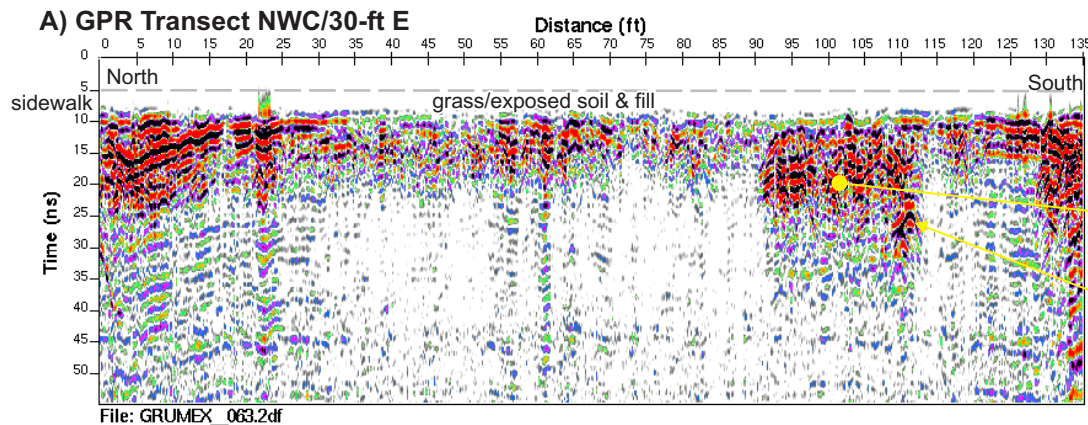 A) GPR Transect NWC/30-ft E
Distance (ft)
0 5 10 15 20 25 30 35 40 45 50 55 60 65 70 75 80 85 90 95 100 105 110 115 120 125 130 135
0
North
South
5
sidewalk
grass/exposed soil & fill
10
15
20
25
30
35
40
45
50
Time (ns)
File: GRUMEX__063.2df